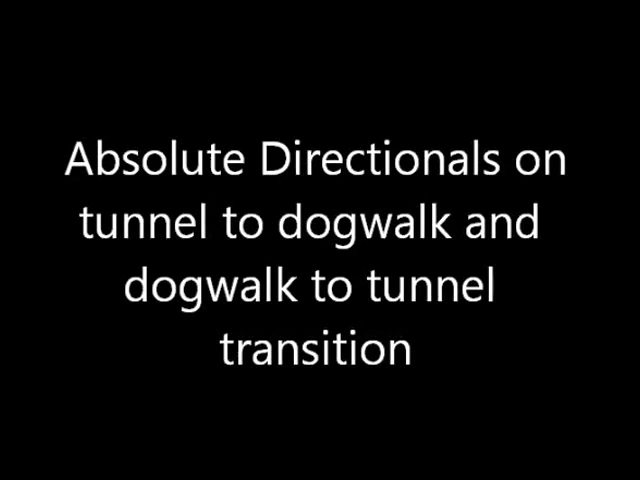 Absolute Directionals on
tunnel to dogwalk and
dogwalk to tunnel
transition